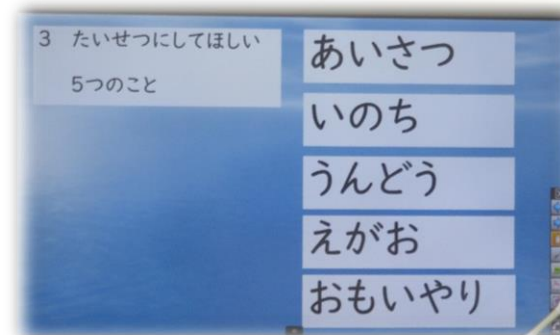 3 たいせつにしてほしい
5つのこと
あいさつ
いのち
うんどう
えがお
おもいやり